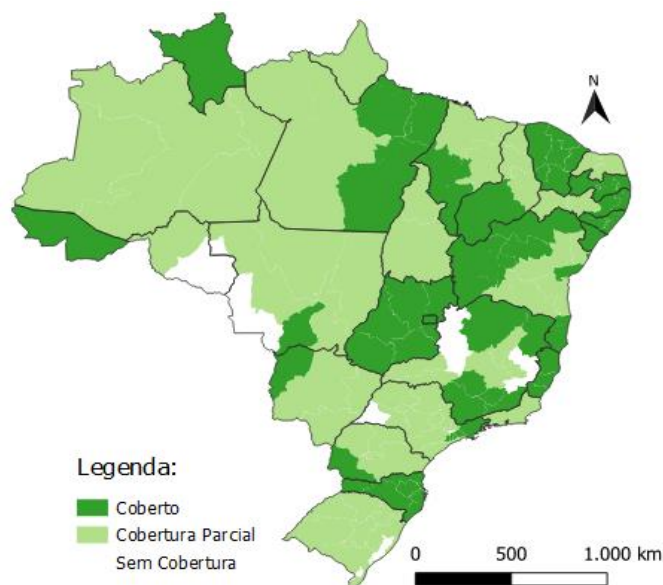 N
Legenda:
Coberto
Cobertura Parcial
Sem Cobertura
0 500 1.000 km